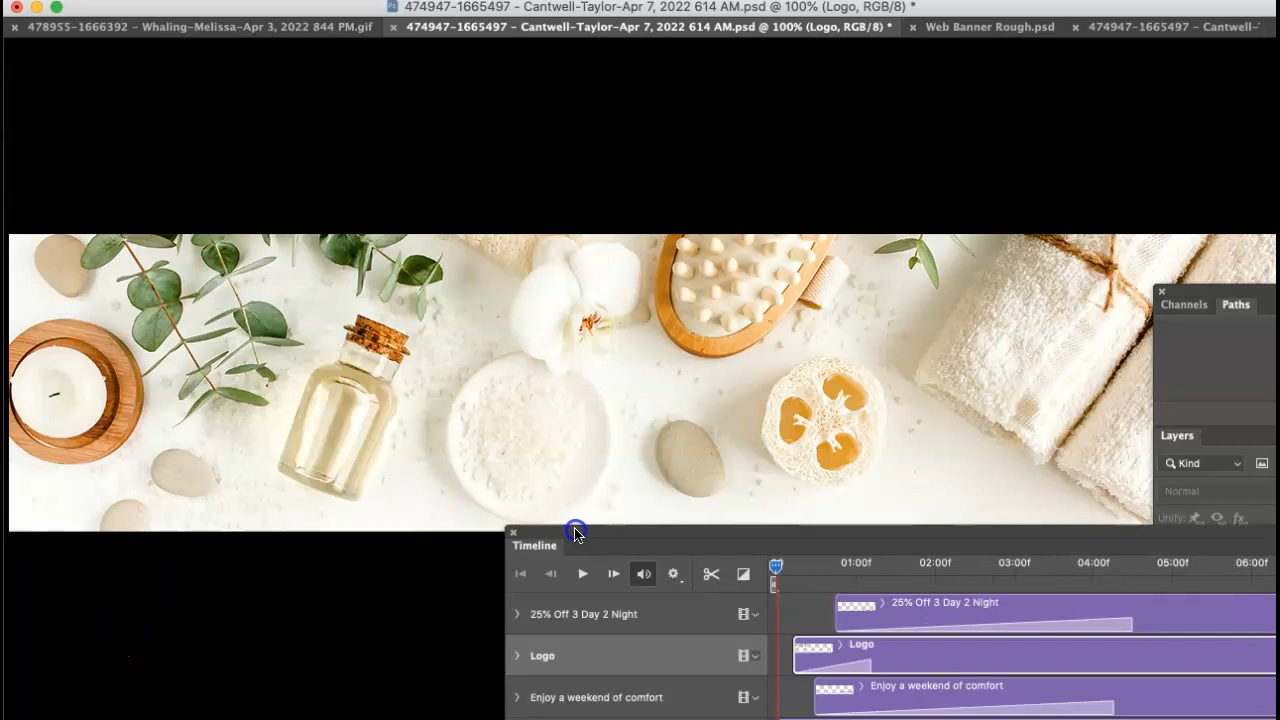 474947-1665497 - Cantwell-Taylor-Apr 7, 2022 614 AM.psd @ 100% (Logo, RGB/8) *
478955-1666392 - Whaling-Melissa-Apr 3, 2022 844 PM.gif
474947-1665497 - Cantwell-Taylor-Apr 7, 2022 614 AM.psd @ 100% (Logo, RGB/8) *
Web Banner Rough.psd
474947-1665497 - Cantwell-
Channels Paths
Layers
Kind
Normal
Unify:
Timeline
01:00f 02:00f 03:00f 04:00f 05:00f 06:00f
25% Off 3 Day 2 Night
25% Off 3 Day 2 Night
Logo
Logo
Enjoy a weekend of comfort
Enjoy a weekend of comfort